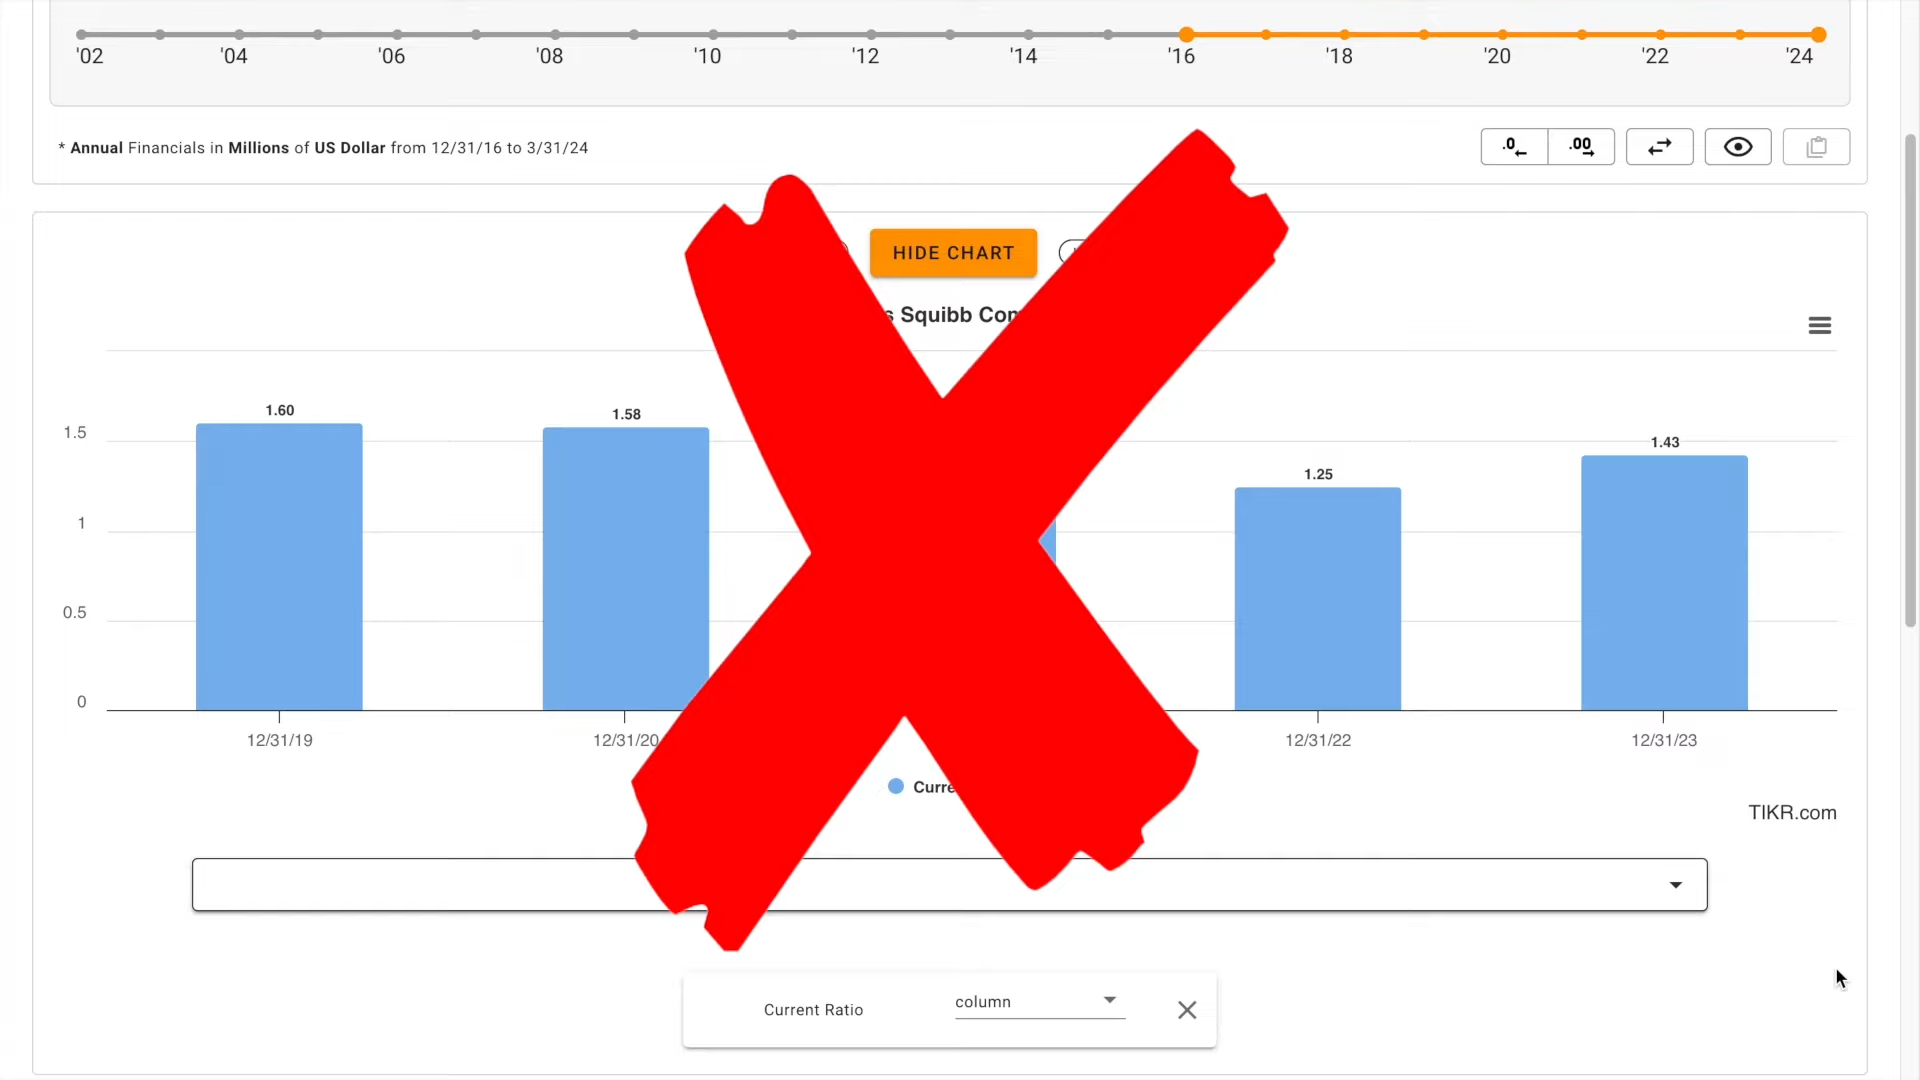 '02 '04 '06 '08 '10 '12 '14 '16 '18 '20 '22 '24
* Annual Financials in Millions of US Dollar from 12/31/16 to 3/31/24
.0 .00
HIDE CHART
Squibb
1.60 1.58 1.25 1.43
1.5
1
0.5
0
12/31/19 12/31/20 12/31/22 12/31/23
TIKR.com
Current Ratio column